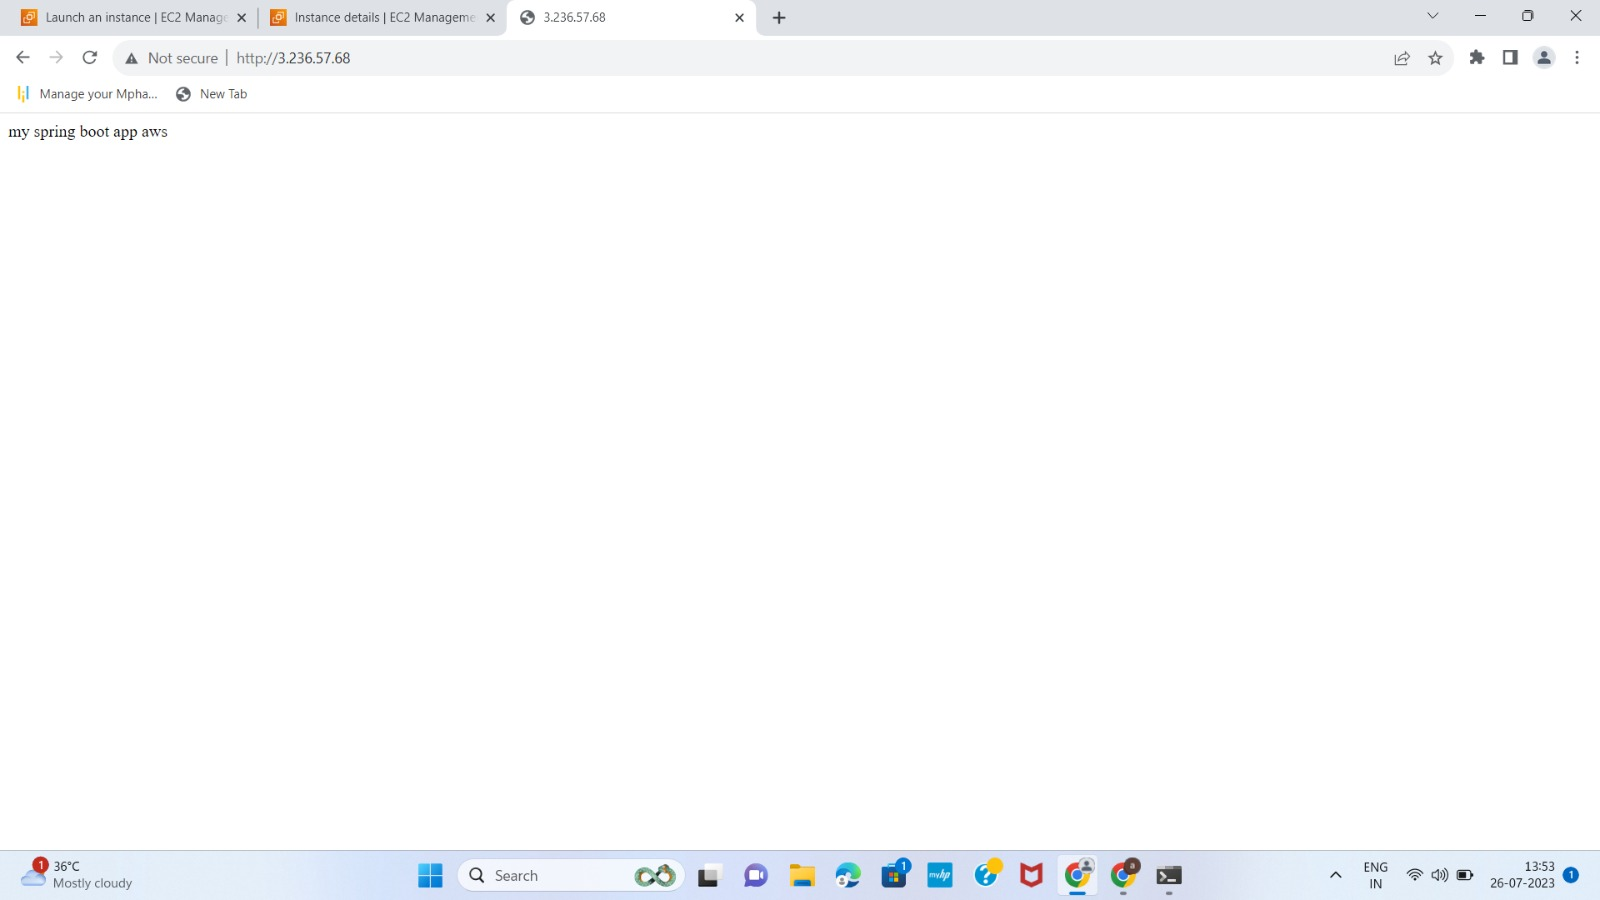 Launch an instance | EC2 Manage
Instance details | EC2 Manageme
3.236.57.68
Not secure | http://3.236.57.68
Manage your Mpha...
New Tab
my spring boot app aws
1
36°C
Mostly cloudy
Search
1
myhp
?
a
ENG
IN
13:53
26-07-2023
1